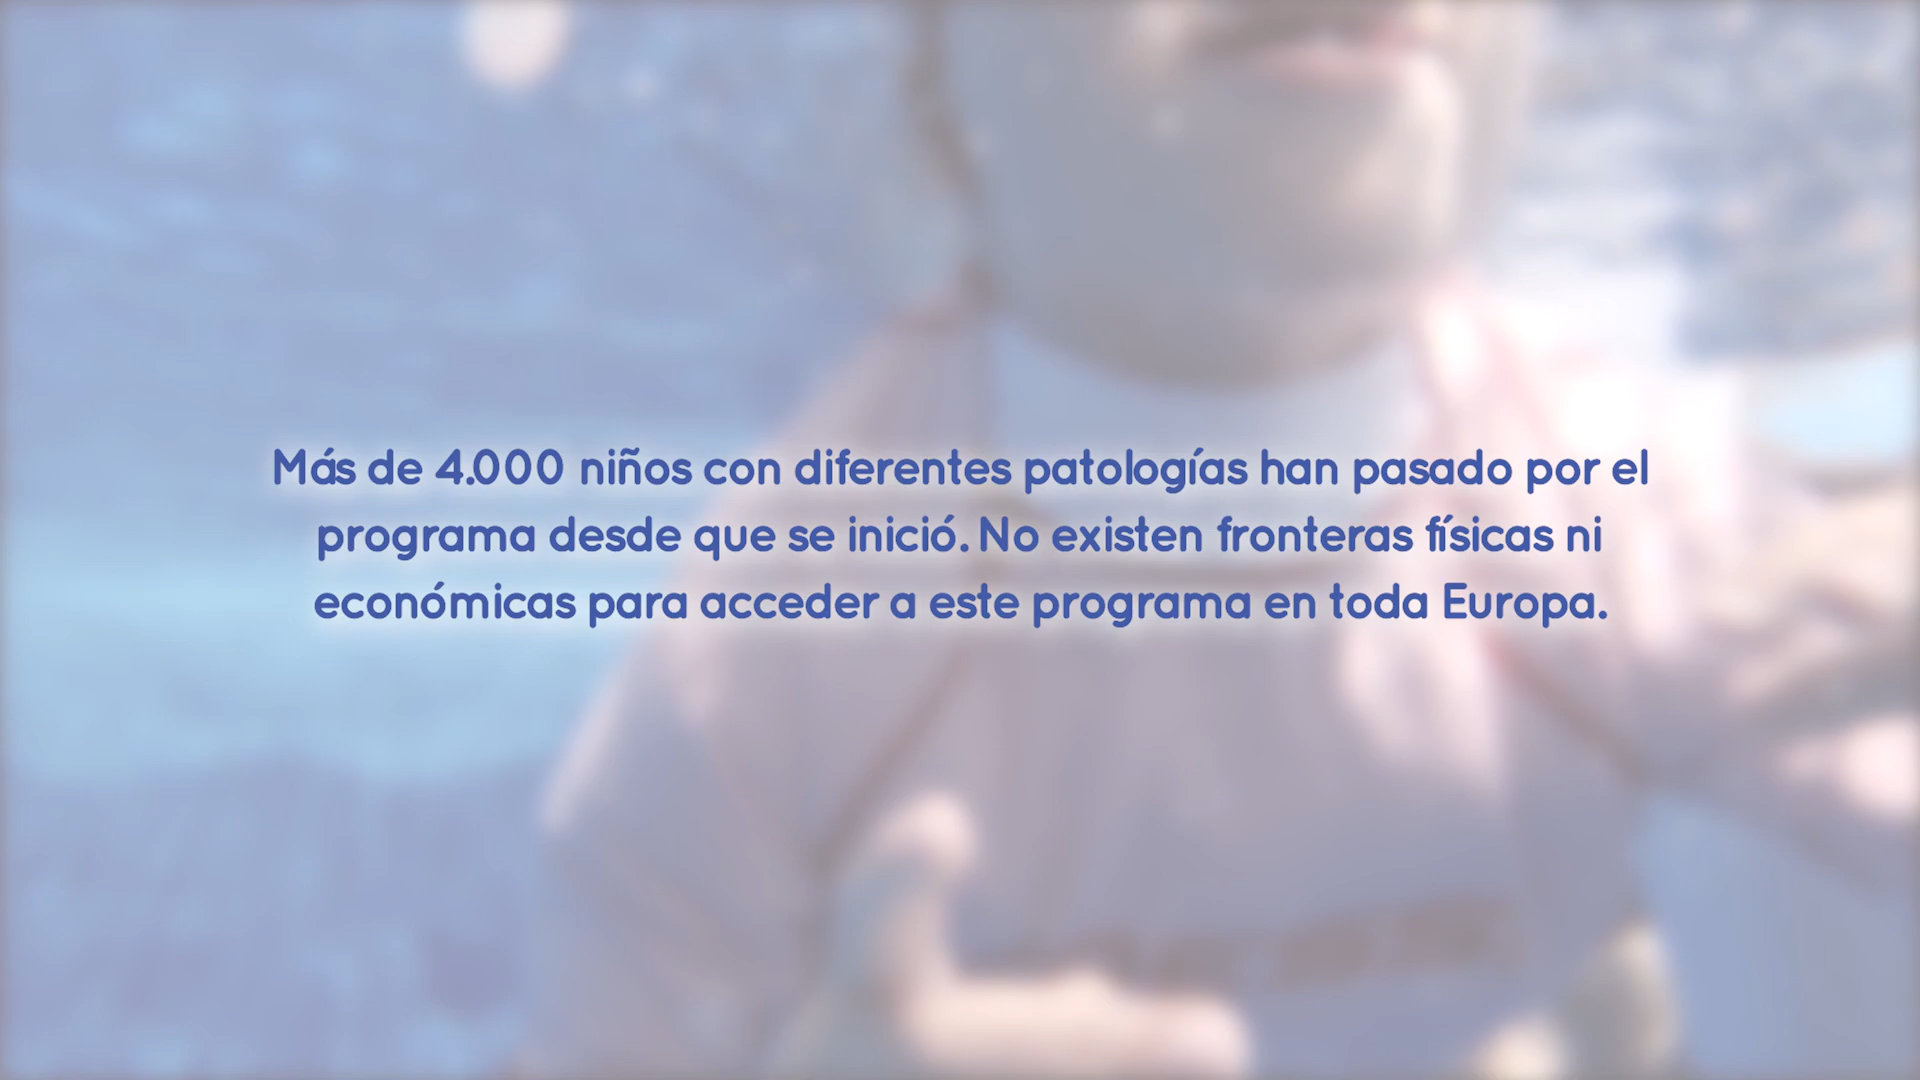 Más de 4.000 niños con diferentes patologías han pasado por el
programa desde que se inició. No existen fronteras físicas ni
económicas para acceder a este programa en toda Europa.